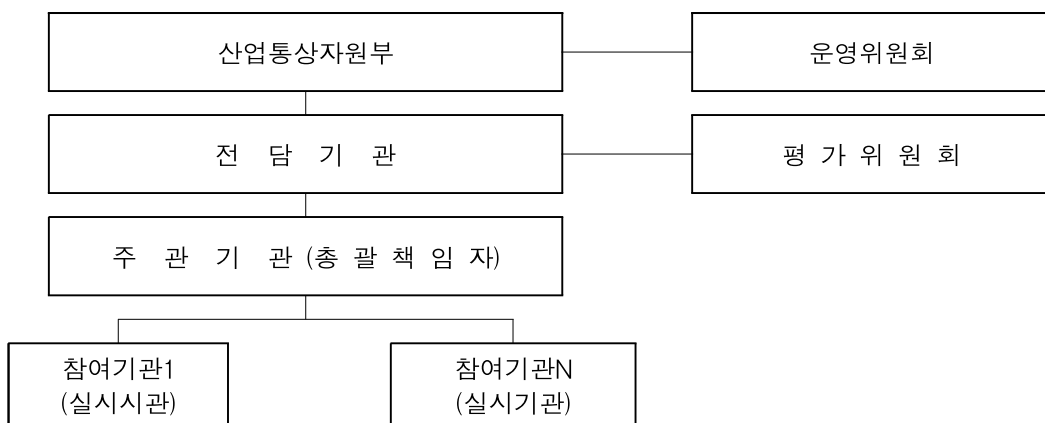 산업통상자원부
운영위원회
전 담 기 관
평 가 위 원 회
주 관 기 관 (총 괄 책 임 자)
참여기관1
(실시시관)
참여기관N
(실시기관)